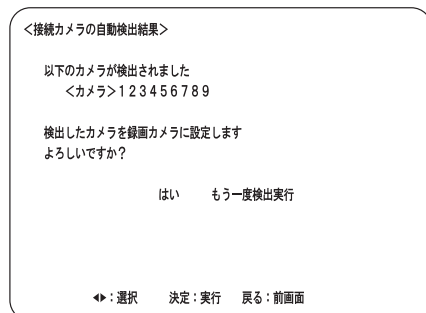 ＜接続カメラの自動検出結果＞
以下のカメラが検出されました
＜カメラ＞１２３４５６７８９
検出したカメラを録画カメラに設定します
よろしいですか？
はい　もう一度検出実行
◀▶：選択　決定：実行　戻る：前画面